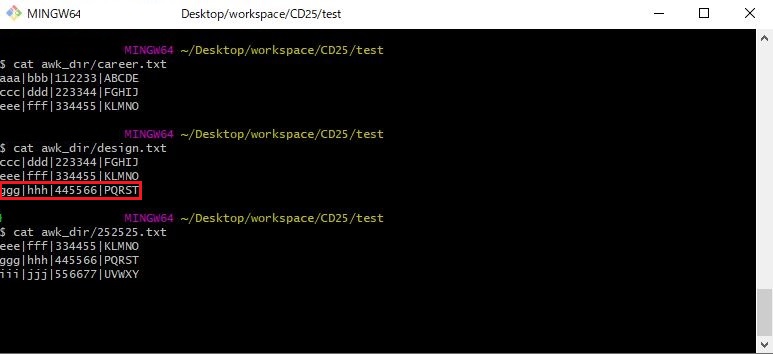 MINGW64 Desktop/workspace/CD25/test
MINGW64 ~/Desktop/workspace/CD25/test
$ cat awk_dir/career.txt
aaa|bbb|112233|ABCDE
ccc|ddd|223344|FGHIJ
eee|fff|334455|KLMNO
MINGW64 ~/Desktop/workspace/CD25/test
$ cat awk_dir/design.txt
ccc|ddd|223344|FGHIJ
eee|fff|334455|KLMNO
ggg|hhh|445566|PQRST
MINGW64 ~/Desktop/workspace/CD25/test
$ cat awk_dir/252525.txt
eee|fff|334455|KLMNO
ggg|hhh|445566|PQRST
iii|jjj|556677|UVWXY